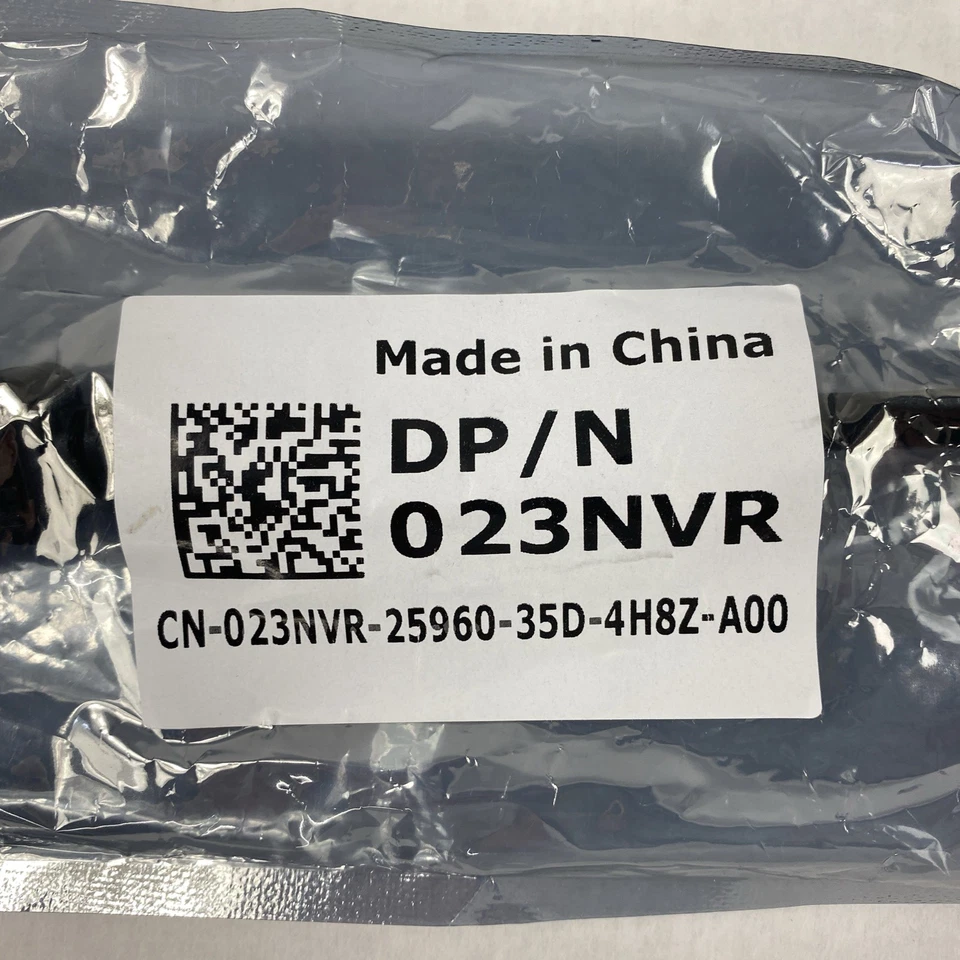 Made in China
DP/N
023NVR
CN-023NVR-25960-35D-4H8Z-A00